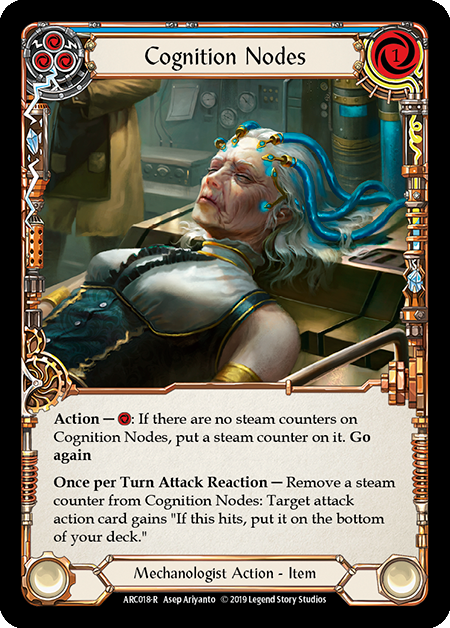 Cognition Nodes
1
Action — : If there are no steam counters on
Cognition Nodes, put a steam counter on it. Go
again
Once per Turn Attack Reaction — Remove a steam
counter from Cognition Nodes: Target attack
action card gains "If this hits, put it on the bottom
of your deck."
Mechanologist Action - Item
ARC018-R Asep Ariyanto © 2019 Legend Story Studios